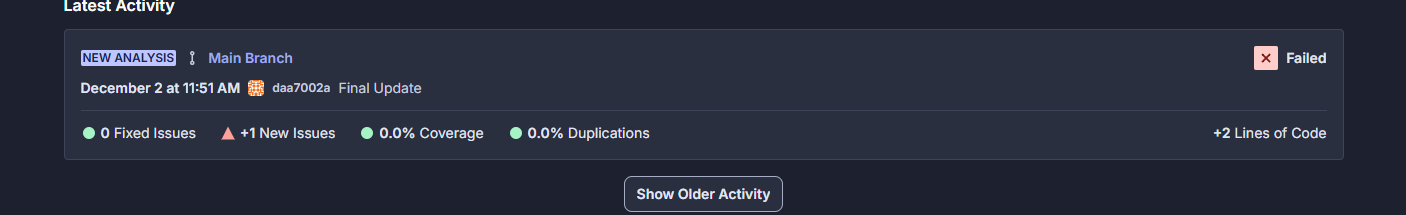 Latest Activity
NEW ANALYSIS Main Branch Failed
December 2 at 11:51 AM daa7002a Final Update
0 Fixed Issues +1 New Issues 0.0% Coverage 0.0% Duplications +2 Lines of Code
Show Older Activity